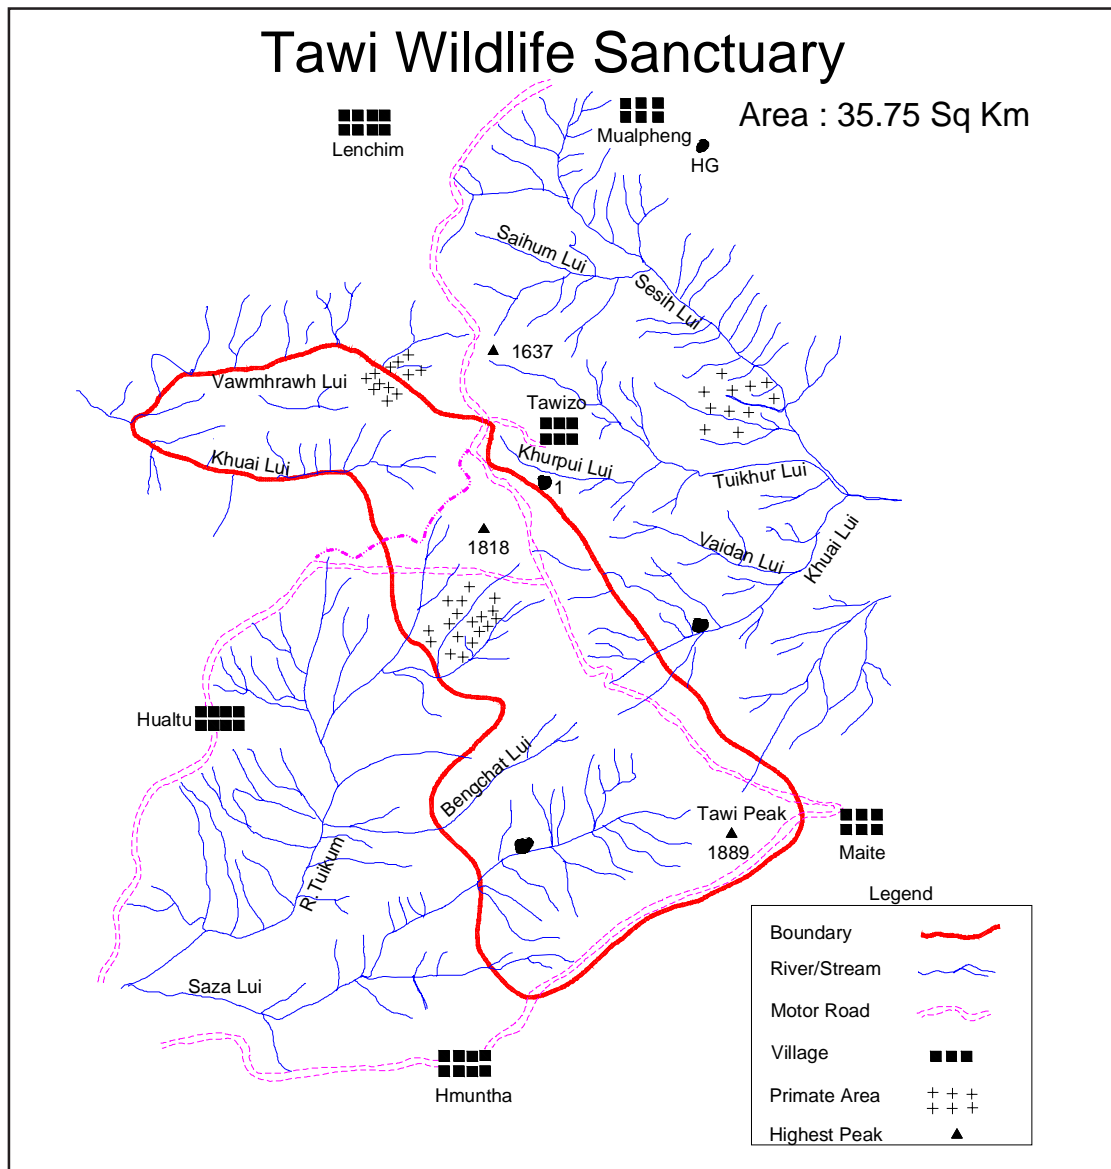 Tawi Wildlife Sanctuary
Area : 35.75 Sq Km
Lenchim
Mualpheng
HG
Saihum Lui
Sesih Lui
1637
Vawmhrawh Lui
Tawizo
Khuai Lui
Khurpui Lui
Tuikhur Lui
1
1818
Vaidan Lui
Khuai Lui
Hualtu
Bengchat Lui
Tawi Peak
1889
Maite
R. Tuikum
Saza Lui
Hmuntha
Legend
Boundary
River/Stream
Motor Road
Village
Primate Area
Highest Peak